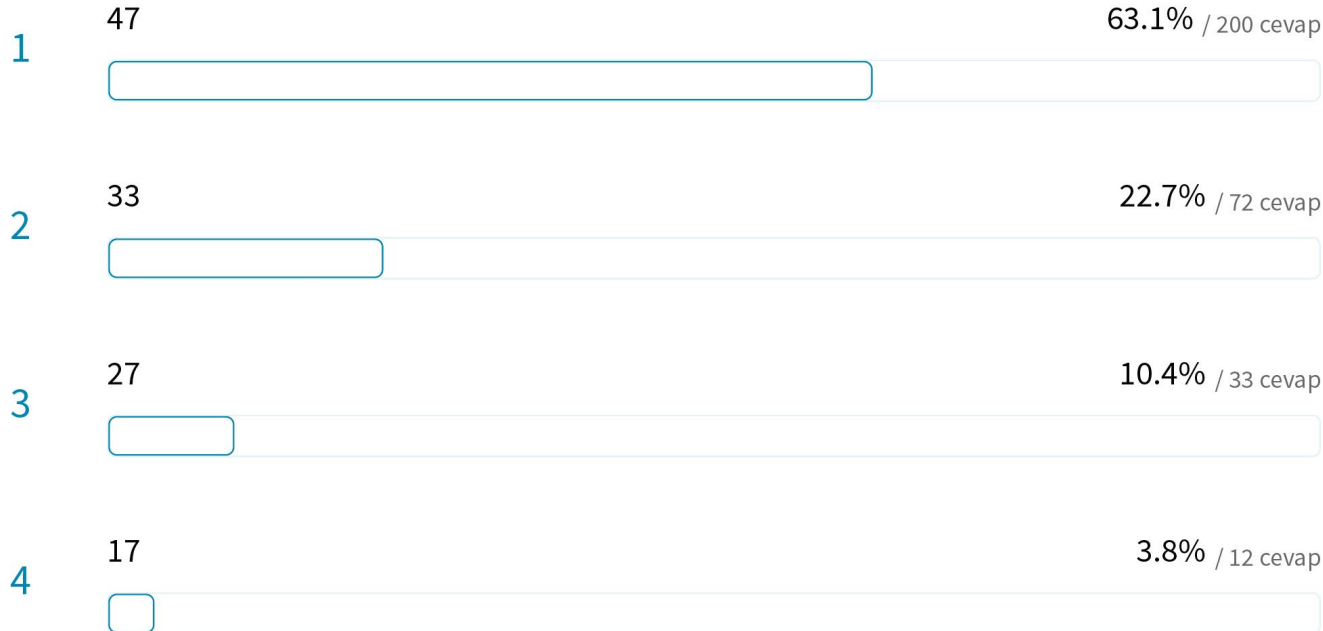 1
47
63.1% / 200 cevap
2
33
22.7% / 72 cevap
3
27
10.4% / 33 cevap
4
17
3.8% / 12 cevap